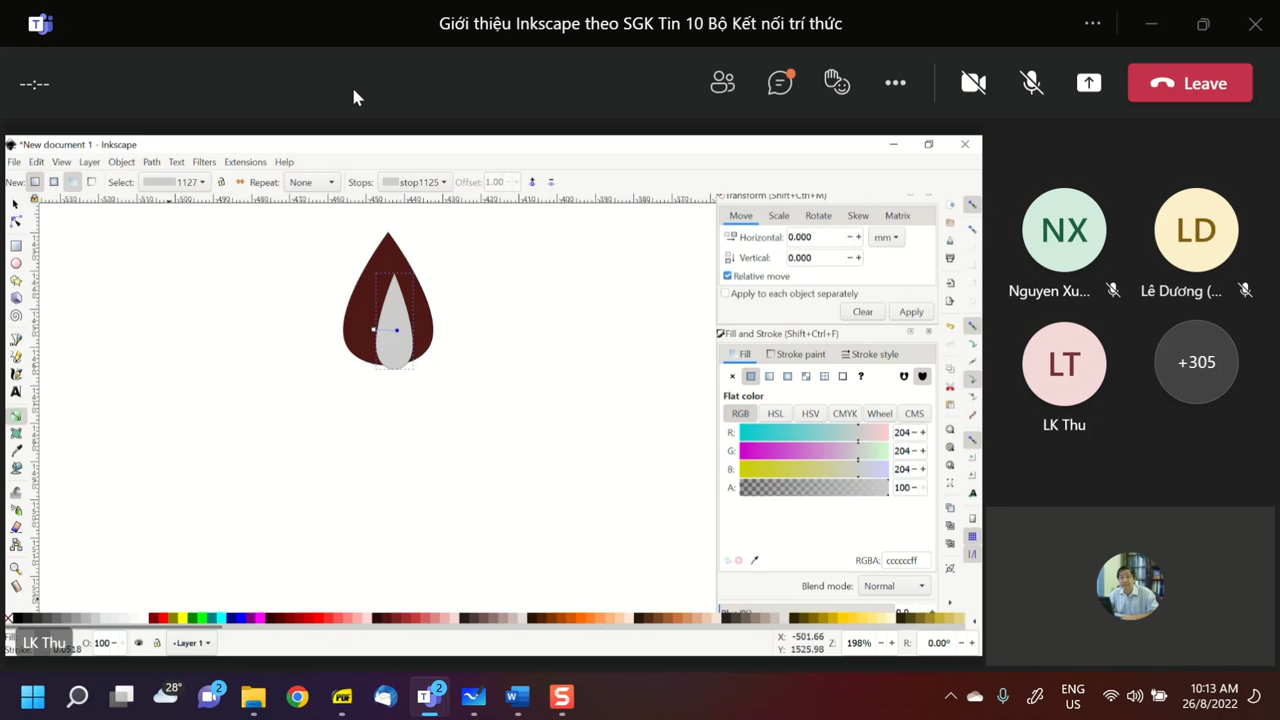 Giới thiệu Inkscape theo SGK Tin 10 Bộ Kết nối trí thức
--:--
Leave
*New document 1 - Inkscape
File Edit View Layer Object Path Text Filters Extensions Help
New: Select: 1127 Repeat: None Stops: stop1125 Offset: 1.00
Transform (Shift+Ctrl+M)
Move Scale Rotate Skew Matrix
Horizontal: 0.000 mm
Vertical: 0.000
Relative move
Apply to each object separately
Clear Apply
Fill and Stroke (Shift+Ctrl+F)
Fill Stroke paint Stroke style
Flat color
RGB HSL HSV CMYK Wheel CMS
R: 204
G: 204
B: 204
A: 100
RGBA: ccccccff
Blend mode: Normal
LK Thu
O: 100
Layer 1
X: -501.66
Y: 1525.98
Z: 198%
R: 0.00°
NX
Nguyen Xu...
LD
Lê Dương (...
LT
LK Thu
+305
28°
2
PDF
2
ENG
US
10:13 AM
26/8/2022